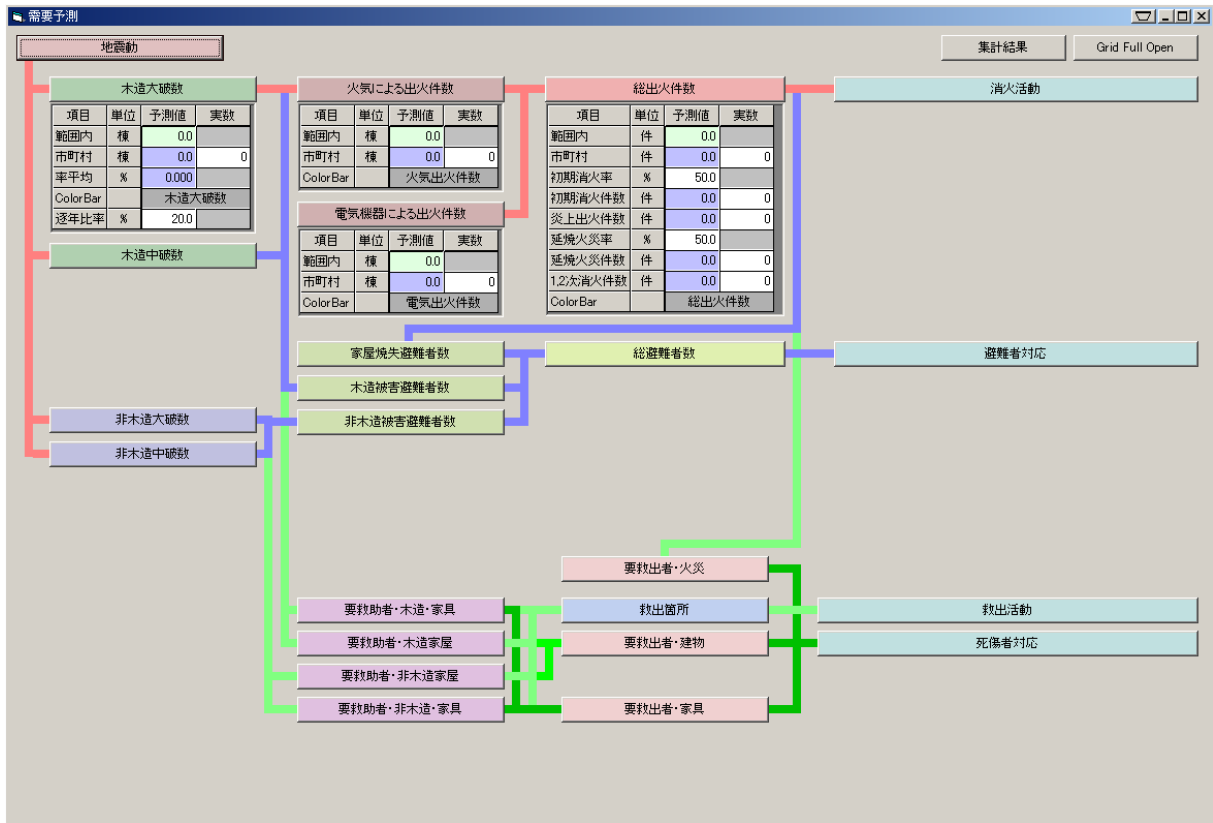 需要予測
地震動
集計結果
Grid Full Open
木造大破数
項目 単位 予測値 実数
範囲内 棟 0.0
市町村 棟 0.0 0
率平均 % 0.000
ColorBar 木造大破数
逐年比率 % 20.0
木造中破数
火気による出火件数
項目 単位 予測値 実数
範囲内 棟 0.0
市町村 棟 0.0 0
ColorBar 火気出火件数
電気機器による出火件数
項目 単位 予測値 実数
範囲内 棟 0.0
市町村 棟 0.0 0
ColorBar 電気出火件数
総出火件数
項目 単位 予測値 実数
範囲内 件 0.0
市町村 件 0.0 0
初期消火率 % 50.0
初期消火件数 件 0.0 0
炎上出火件数 件 0.0 0
延焼火災率 % 50.0
延焼火災件数 件 0.0 0
1,2次消火件数 件 0.0 0
ColorBar 総出火件数
消火活動
家屋焼失避難者数
総避難者数
避難者対応
木造被害避難者数
非木造大破数
非木造被害避難者数
非木造中破数
要救出者・火災
要救助者・木造・家具
救出箇所
救出活動
要救助者・木造家屋
要救出者・建物
死傷者対応
要救助者・非木造家屋
要救助者・非木造・家具
要救出者・家具